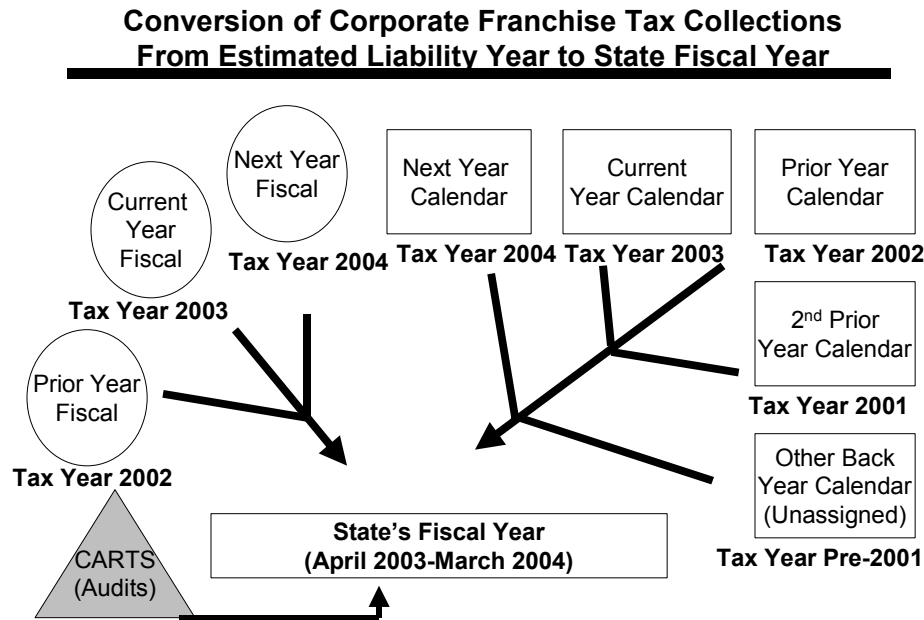 Conversion of Corporate Franchise Tax Collections
From Estimated Liability Year to State Fiscal Year
Next Year
Fiscal
Tax Year 2004
Current
Year
Fiscal
Tax Year 2003
Prior Year
Fiscal
Tax Year 2002
CARTS
(Audits)
Next Year
Calendar
Tax Year 2004
Current
Year Calendar
Tax Year 2003
Prior Year
Calendar
Tax Year 2002
2nd Prior
Year Calendar
Tax Year 2001
Other Back
Year Calendar
(Unassigned)
Tax Year Pre-2001
State's Fiscal Year
(April 2003-March 2004)